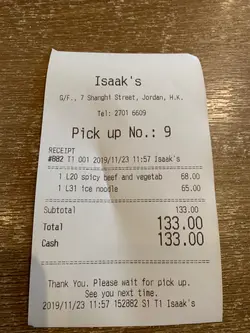 Isaak's
G/F., 7 Shanghi Street, Jordan, H.K.
Tel: 2701 6609
Pick up No.: 9
RECEIPT
#882 T1 001 2019/11/23 11:57 Isaak's
1 L20 spicy beef and vegetab 68.00
1 L31 ice noodle 65.00
Subtotal 133.00
Total 133.00
Cash 133.00
Thank You. Please wait for pick up.
See you next time.
2019/11/23 11:57 152882 S1 T1 Isaak's